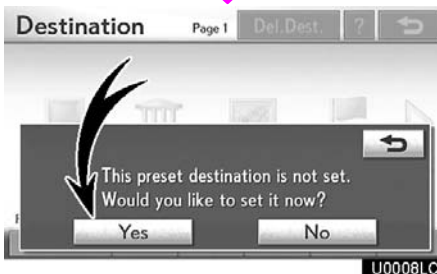 Destination Page 1 Del.Dest. ?
This preset destination is not set.
Would you like to set it now?
Yes No
U0008LC